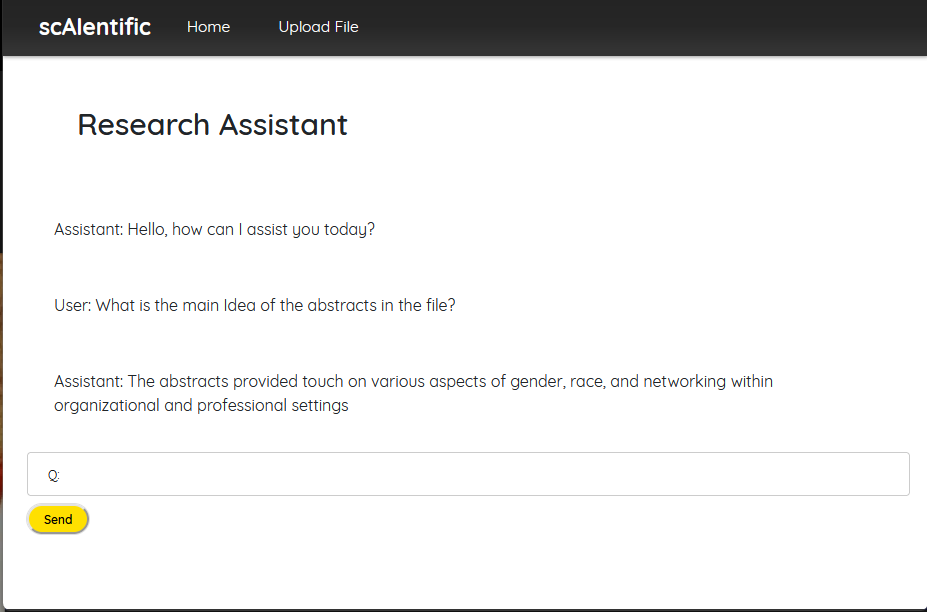 scAIentific Home Upload File
Research Assistant
Assistant: Hello, how can I assist you today?
User: What is the main Idea of the abstracts in the file?
Assistant: The abstracts provided touch on various aspects of gender, race, and networking within
organizational and professional settings
Q:
Send